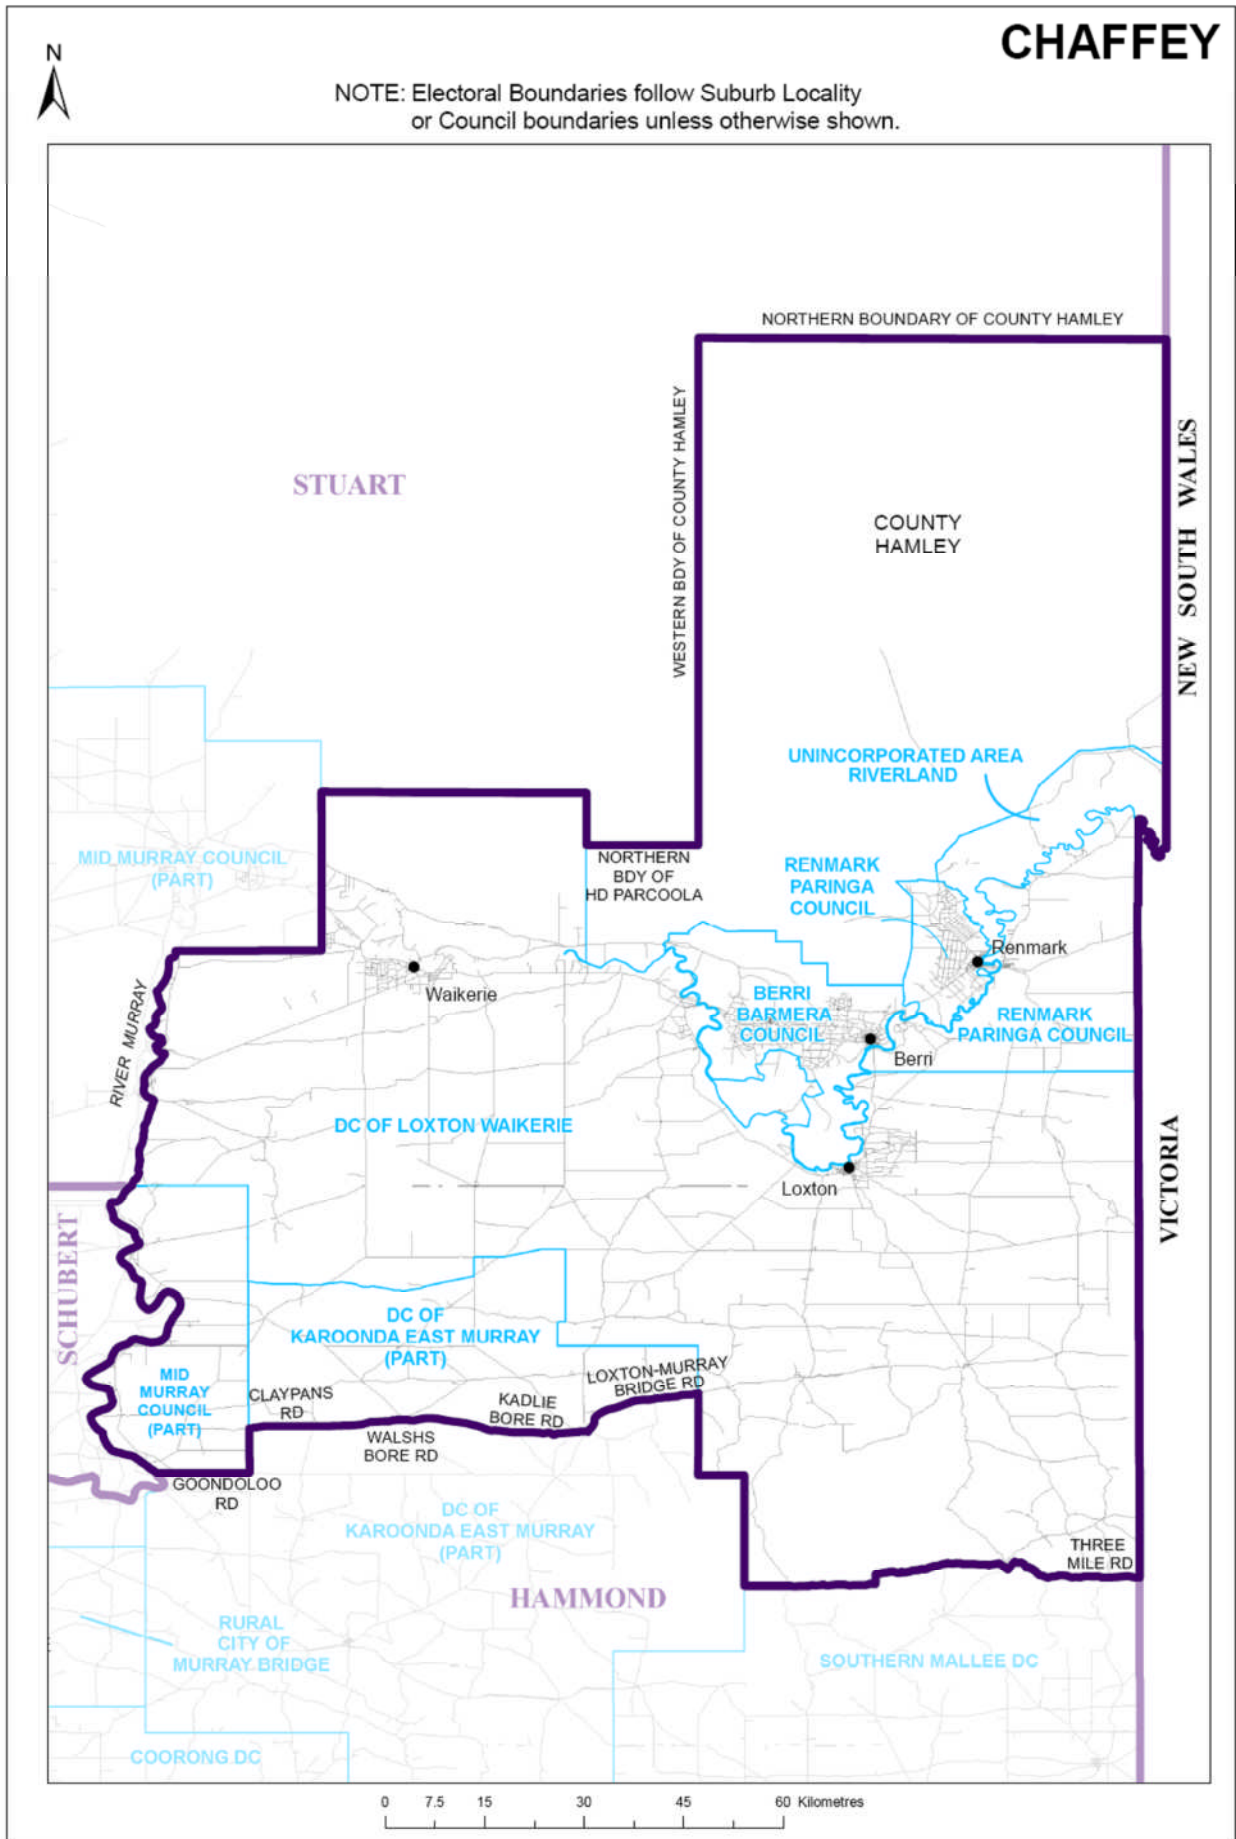 CHAFFEY
N
NOTE: Electoral Boundaries follow Suburb Locality
or Council boundaries unless otherwise shown.
NORTHERN BOUNDARY OF COUNTY HAMLEY
WESTERN BDY OF COUNTY HAMLEY
NEW SOUTH WALES
STUART
COUNTY
HAMLEY
UNINCORPORATED AREA
RIVERLAND
MID MURRAY COUNCIL
(PART)
NORTHERN
BDY OF
HD PARCOOLA
RENMARK
PARINGA
COUNCIL
Renmark
Waikerie
BERRI
BARMERA
COUNCIL
RENMARK
PARINGA COUNCIL
RIVER MURRAY
Berri
DC OF LOXTON WAIKERIE
VICTORIA
Loxton
SCHUBERT
DC OF
KAROONDA EAST MURRAY
(PART)
MID
MURRAY
COUNCIL
(PART)
CLAYPANS
RD
LOXTON-MURRAY
BRIDGE RD
KADLIE
BORE RD
WALSHS
BORE RD
GOONDOLOO
RD
DC OF
KAROONDA EAST MURRAY
(PART)
THREE
MILE RD
HAMMOND
RURAL
CITY OF
MURRAY BRIDGE
SOUTHERN MALLEE DC
COORONG DC
0 7.5 15 30 45 60 Kilometres